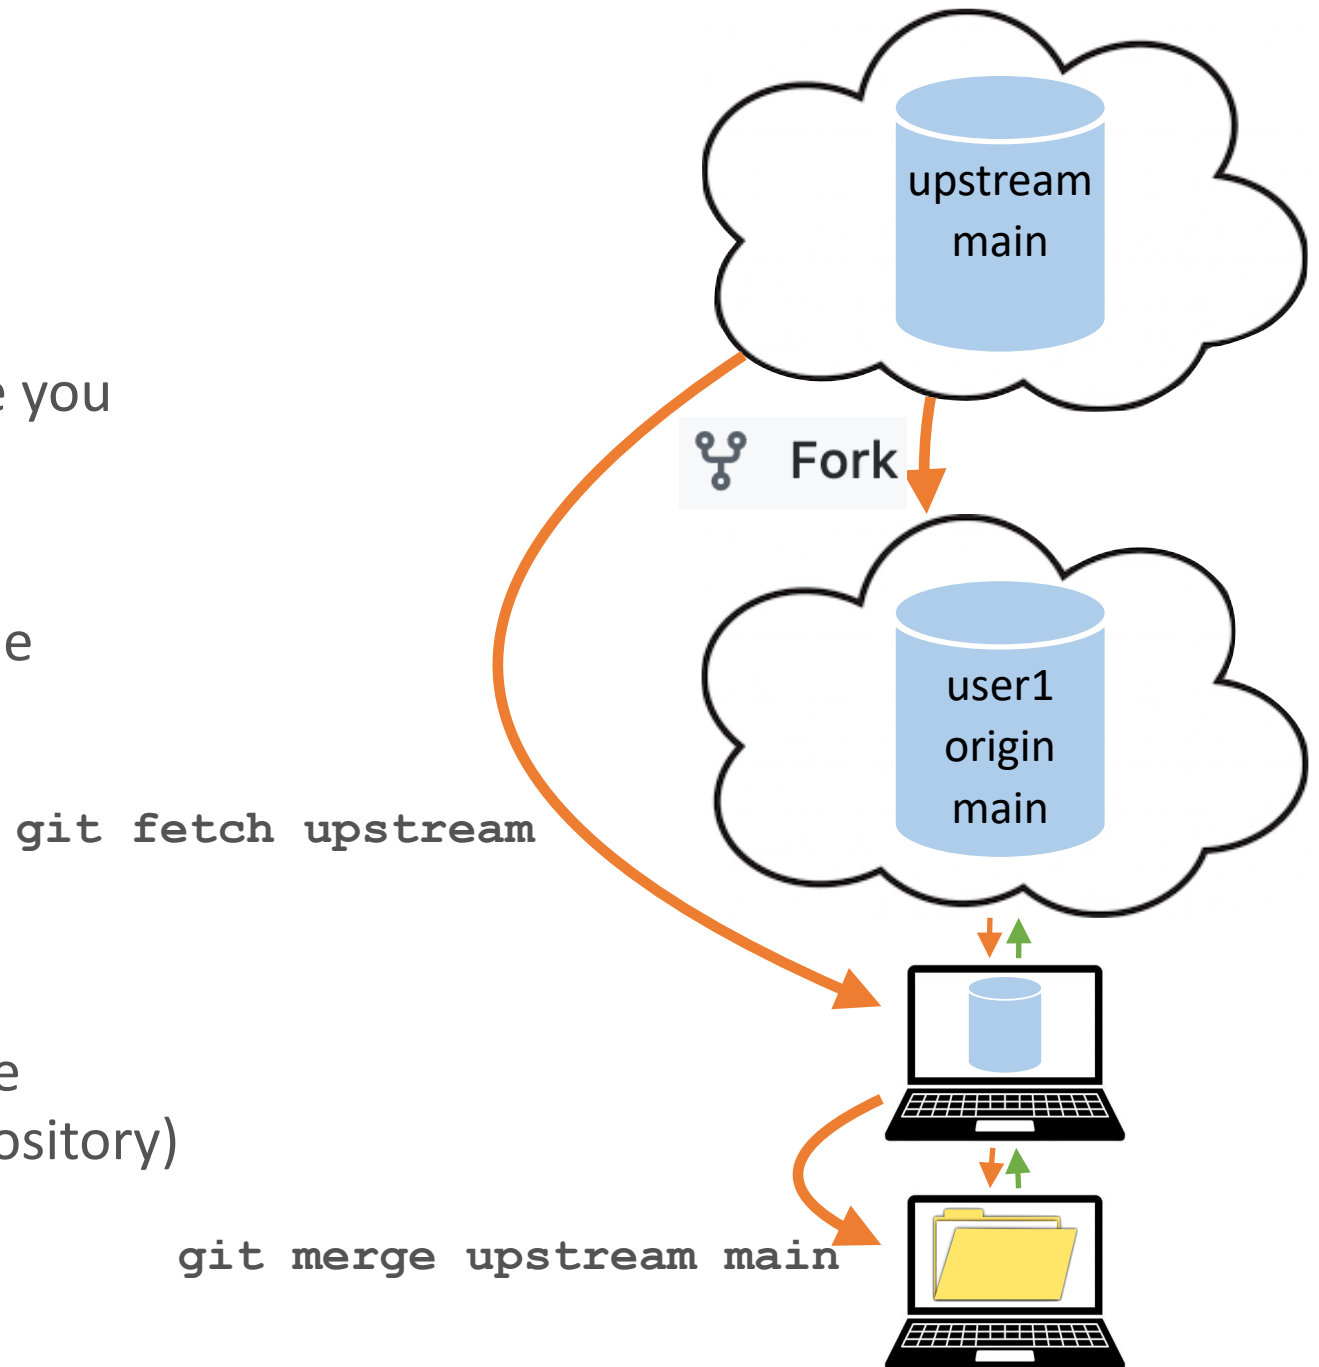 upstream
main
e you
Fork
e
user1
origin
main
git fetch upstream
e
ository)
git merge upstream main